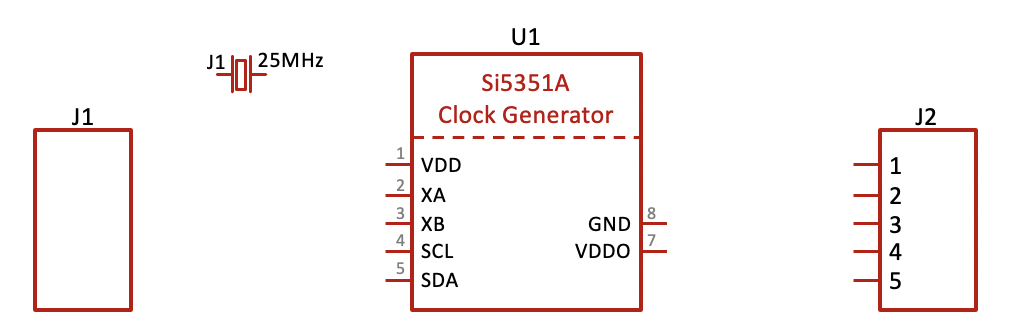 U1
J1 25MHz
Si5351A
Clock Generator
J1
J2
1 VDD
2 XA
3 XB
4 SCL
5 SDA
GND 8
VDDO 7
1
2
3
4
5